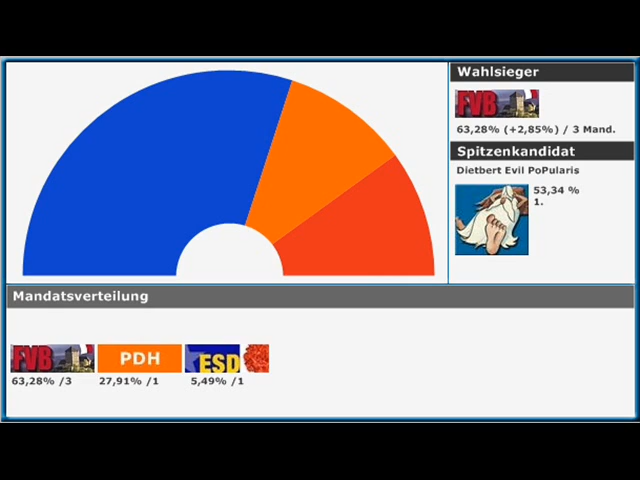 Wahlsieger
FVB
63,28% (+2,85%) / 3 Mand.
Spitzenkandidat
Dietbert Evil PoPularis
53,34 %
1.
Mandatsverteilung
FVB PDH ESD
63,28% /3 27,91% /1 5,49% /1